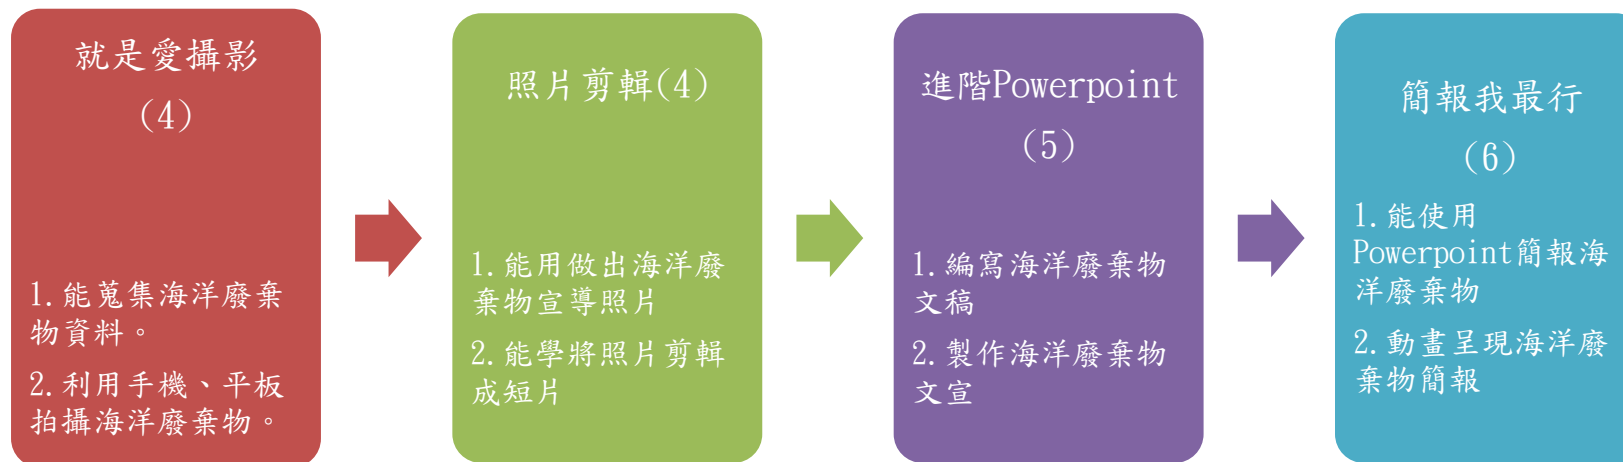 就是愛攝影
(4)
1.能蒐集海洋廢棄
物資料。
2.利用手機、平板
拍攝海洋廢棄物。
照片剪輯(4)
1.能用做出海洋廢
棄物宣導照片
2.能學將照片剪輯
成短片
進階Powerpoint
(5)
1.編寫海洋廢棄物
文稿
2.製作海洋廢棄物
文宣
簡報我最行
(6)
1.能使用
Powerpoint簡報海
洋廢棄物
2.動畫呈現海洋廢
棄物簡報